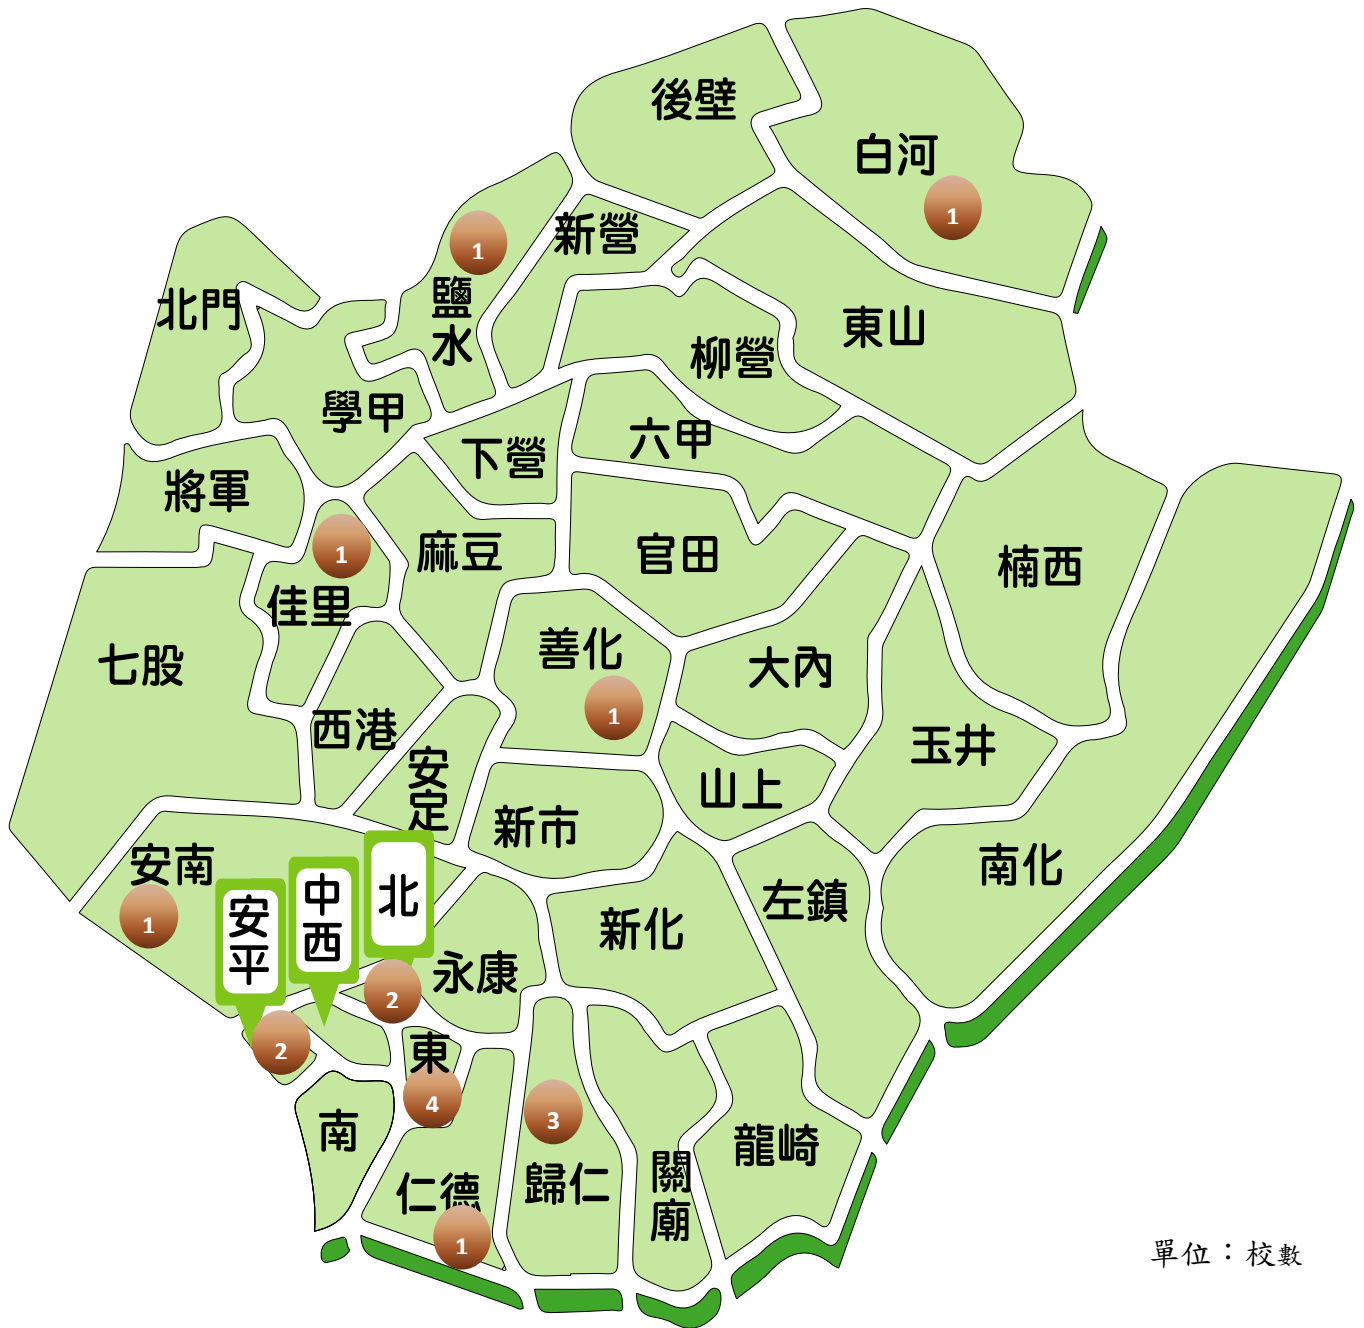 後壁
白河
1
新營
1
鹽
水
北門
東山
柳營
學甲
六甲
下營
將軍
麻豆
官田
楠西
1
佳里
善化
1
七股
大內
西港
玉井
安
足
山上
新市
安南
1
南化
北
中
西
安
平
左鎮
新化
永康
2
2
東
4
3
南
龍崎
歸仁
關
廟
仁德
1
單位：校數